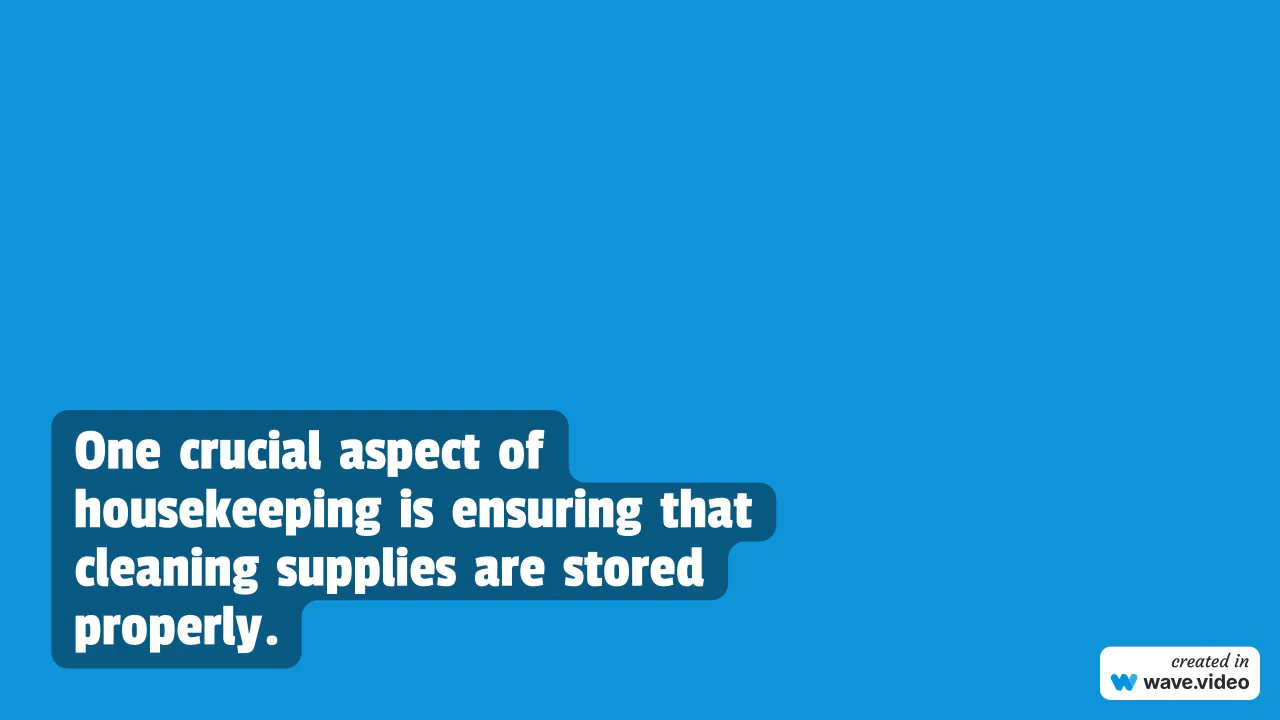 One crucial aspect of
housekeeping is ensuring that
cleaning supplies are stored
properly.
created in
wave.video